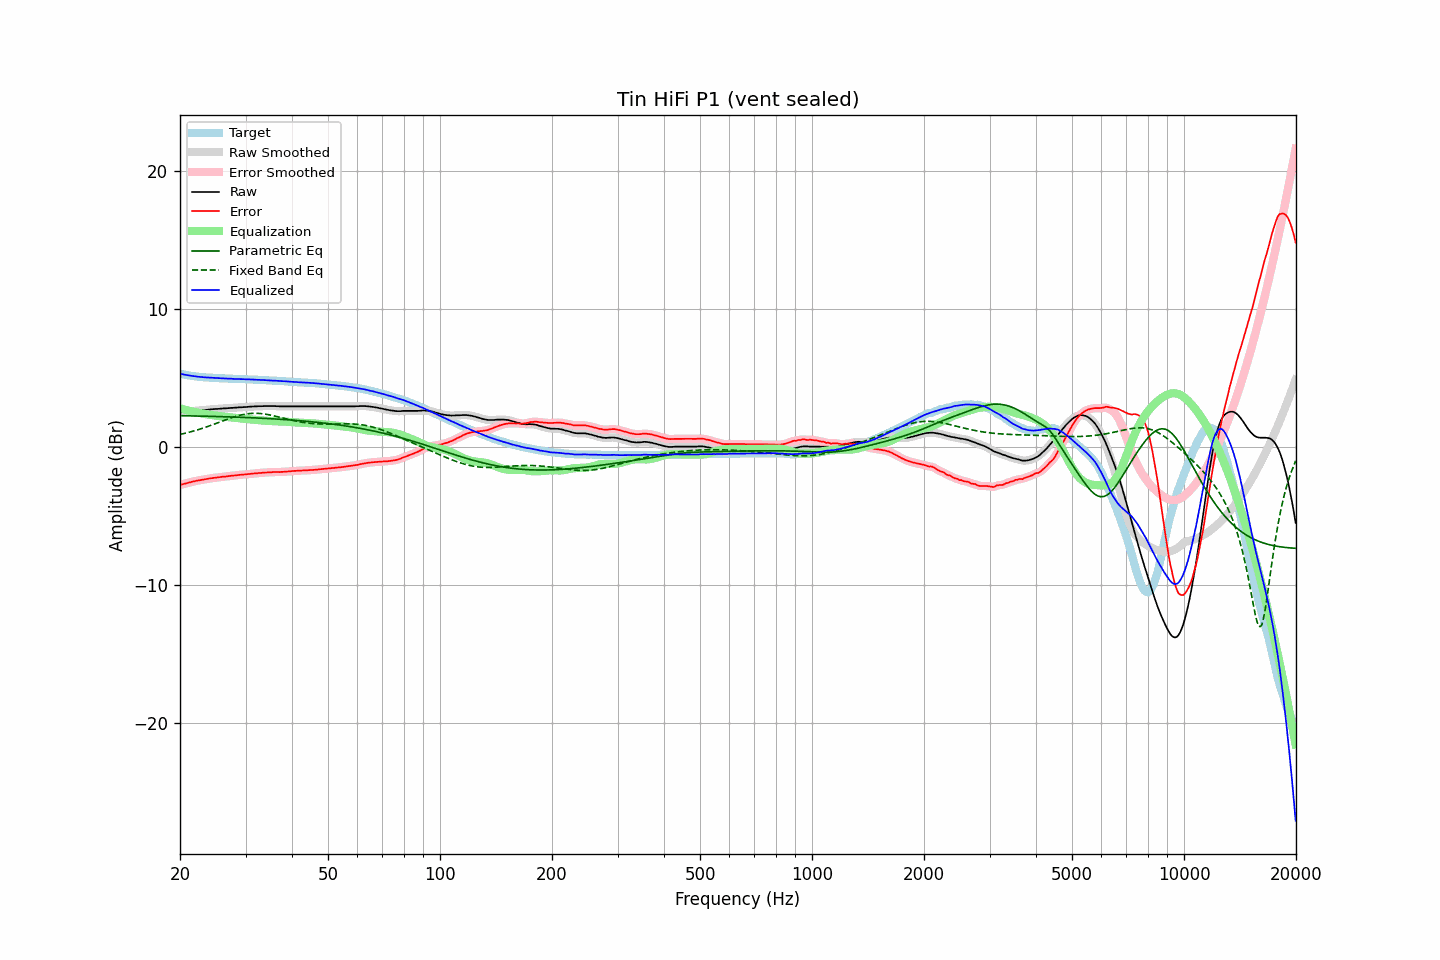 Tin HiFi P1 (vent sealed)
Target
Raw Smoothed
Error Smoothed
Raw
Error
Equalization
Parametric Eq
Fixed Band Eq
Equalized
Amplitude (dBr)
20
10
0
−10
−20
20 50 100 200 500 1000 2000 5000 10000 20000
Frequency (Hz)